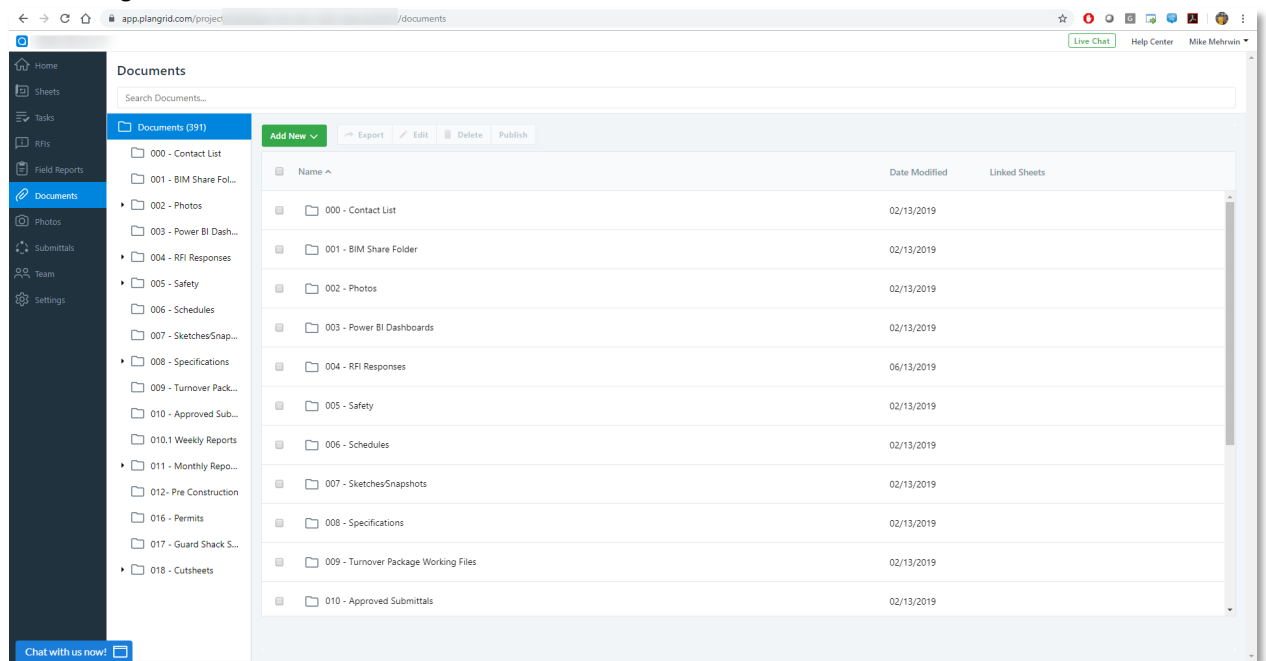 app.plangrid.com/project /documents
Live Chat Help Center Mike Mehrwin
Home
Sheets
Tasks
RFIs
Field Reports
Documents
Photos
Submittals
Team
Settings
Documents
Search Documents...
Documents (391)
000 - Contact List
001 - BIM Share Fol...
002 - Photos
003 - Power BI Dash...
004 - RFI Responses
005 - Safety
006 - Schedules
007 - Sketches/Snap...
008 - Specifications
009 - Turnover Pack...
010 - Approved Sub...
010.1 Weekly Reports
011 - Monthly Repo...
012- Pre Construction
016 - Permits
017 - Guard Shack S...
018 - Cutsheets
Add New Export Edit Delete Publish
Name Date Modified Linked Sheets
000 - Contact List 02/13/2019
001 - BIM Share Folder 02/13/2019
002 - Photos 02/13/2019
003 - Power BI Dashboards 02/13/2019
004 - RFI Responses 06/13/2019
005 - Safety 02/13/2019
006 - Schedules 02/13/2019
007 - Sketches/Snapshots 02/13/2019
008 - Specifications 02/13/2019
009 - Turnover Package Working Files 02/13/2019
010 - Approved Submittals 02/13/2019
Chat with us now!